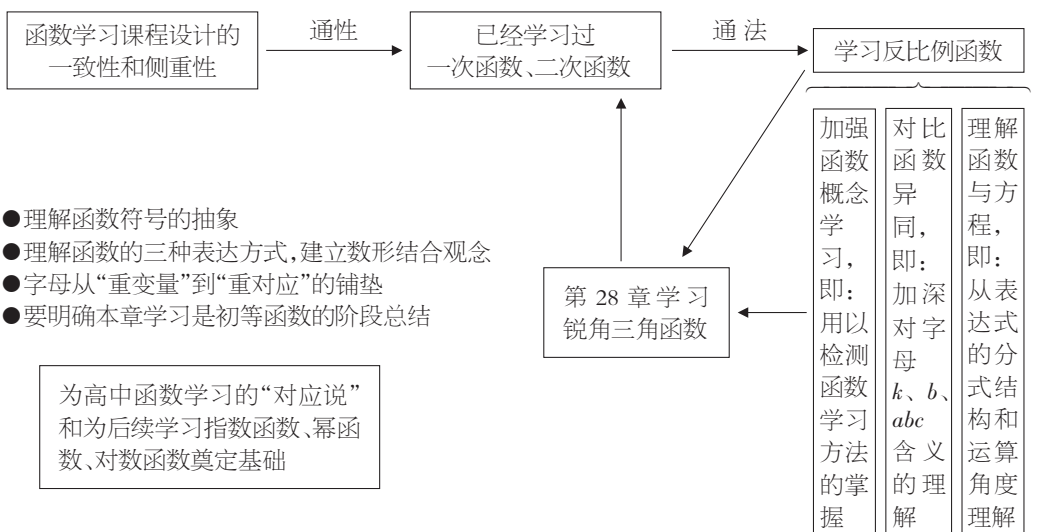 函数学习课程设计的
一致性和侧重性
通性
已经学习过
一次函数、二次函数
通法
学习反比例函数
加强
函数
概念
学
习，
即：
用以
检测
函数
学习
方法
的掌
握
对比
函数
异
同，
即：
加深
对字
母
k、b、
abc
含义
的理
解
理解
函数
与方
程，
即：
从表
达式
的分
式结
构和
运算
角度
理解
●理解函数符号的抽象
●理解函数的三种表达方式,建立数形结合观念
●字母从“重变量”到“重对应”的铺垫
●要明确本章学习是初等函数的阶段总结
第 28 章学习
锐角三角函数
为高中函数学习的“对应说”
和为后续学习指数函数、幂函
数、对数函数奠定基础